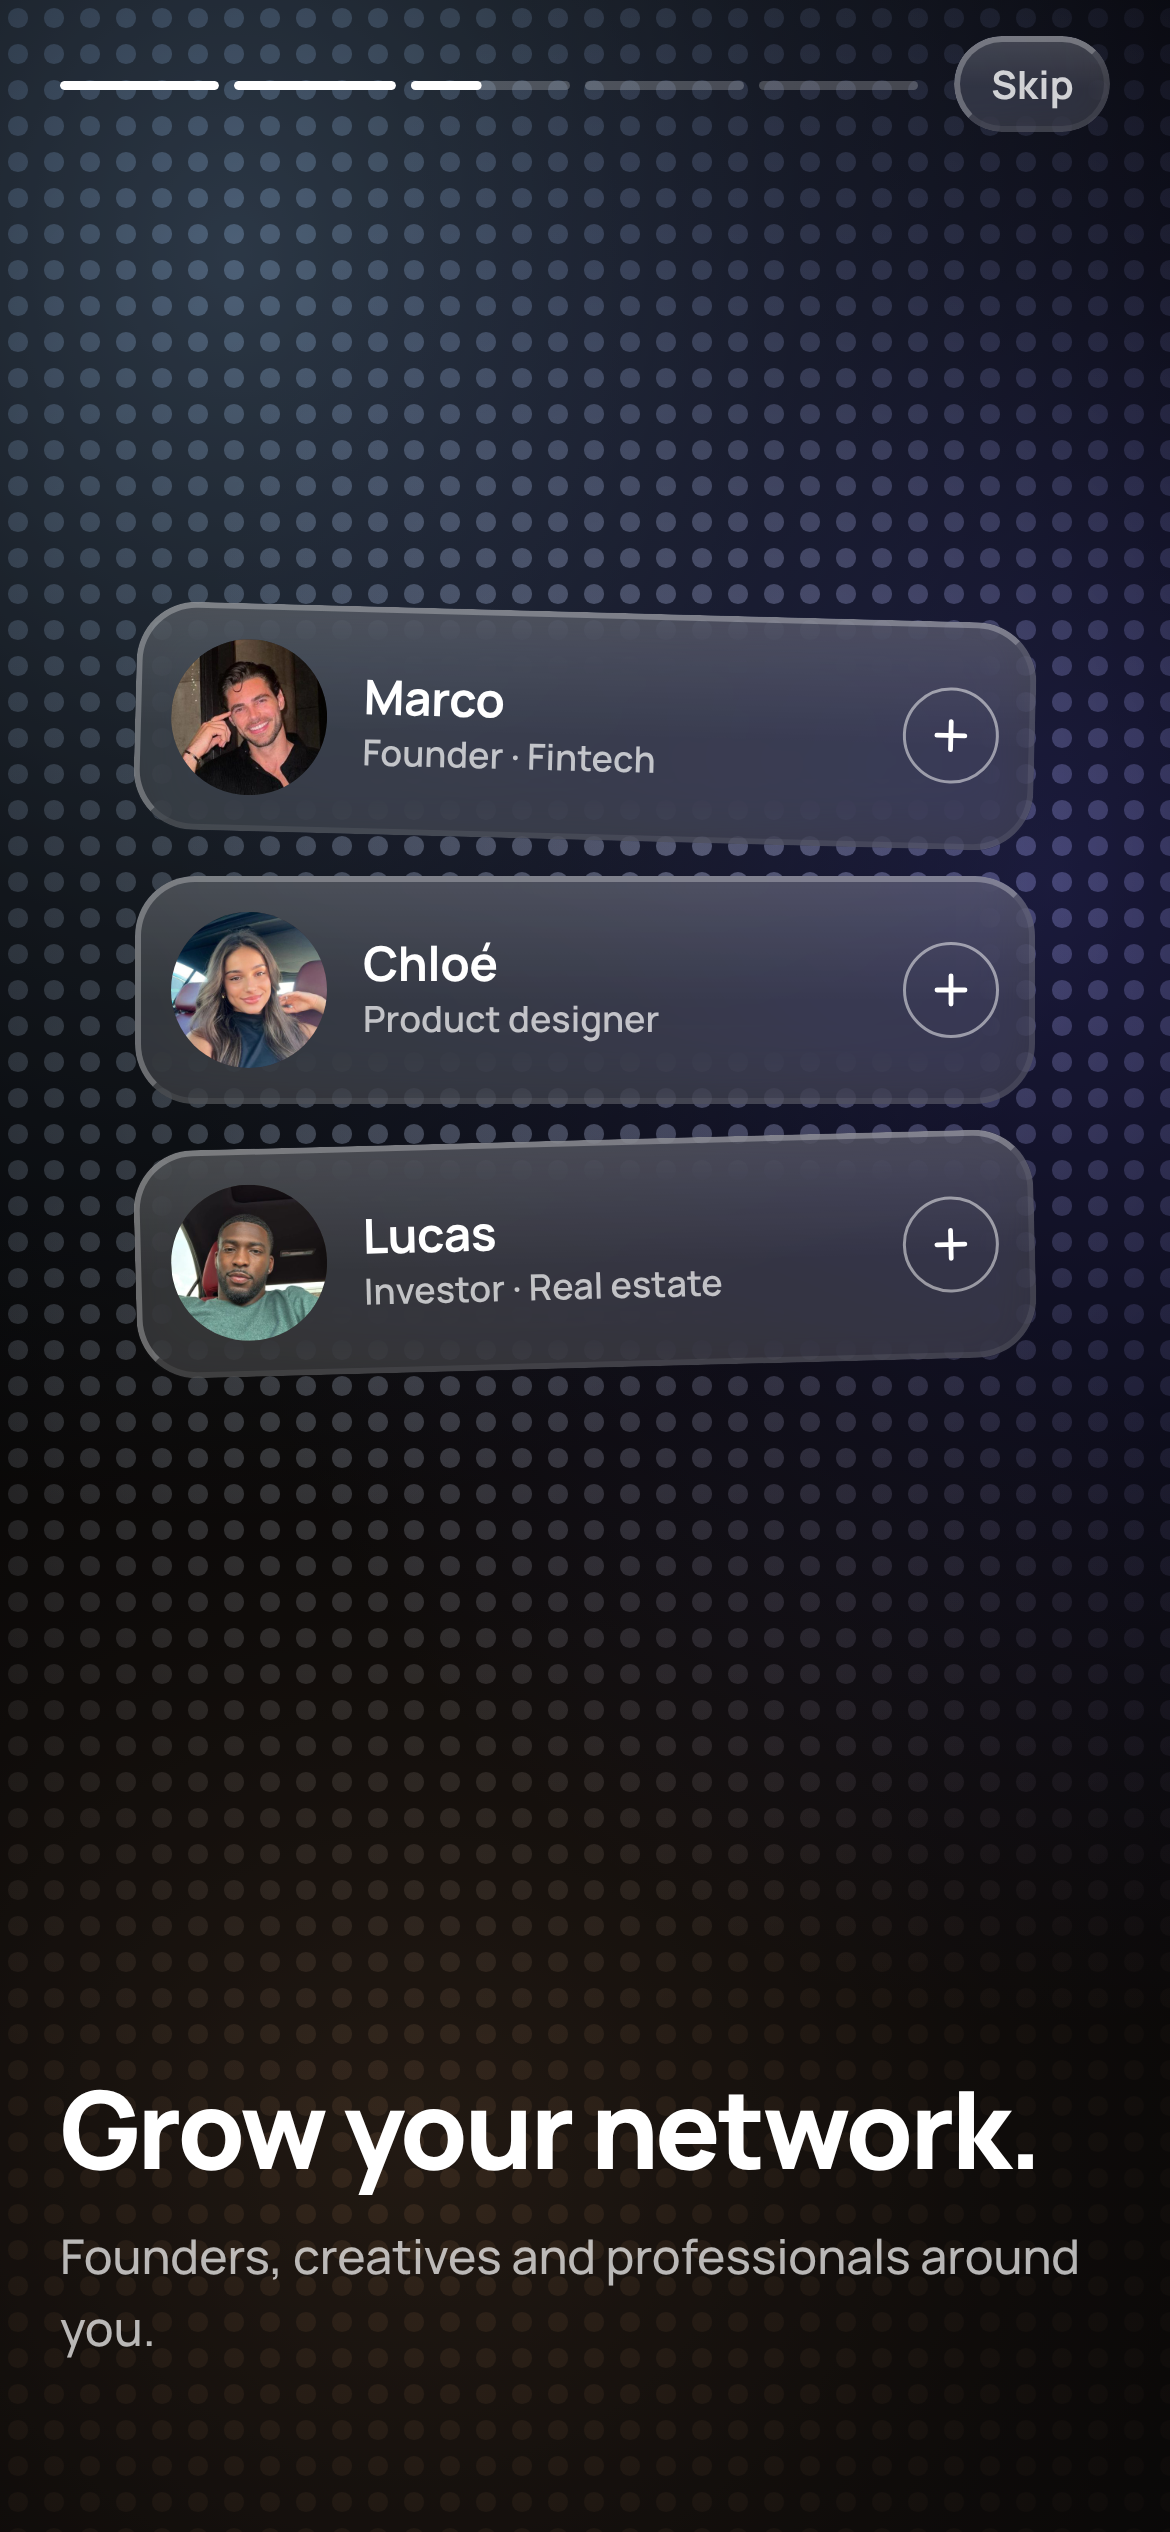 Skip
Marco
Founder · Fintech
Chloé
Product designer
Lucas
Investor · Real estate
Grow your network.
Founders, creatives and professionals around
you.